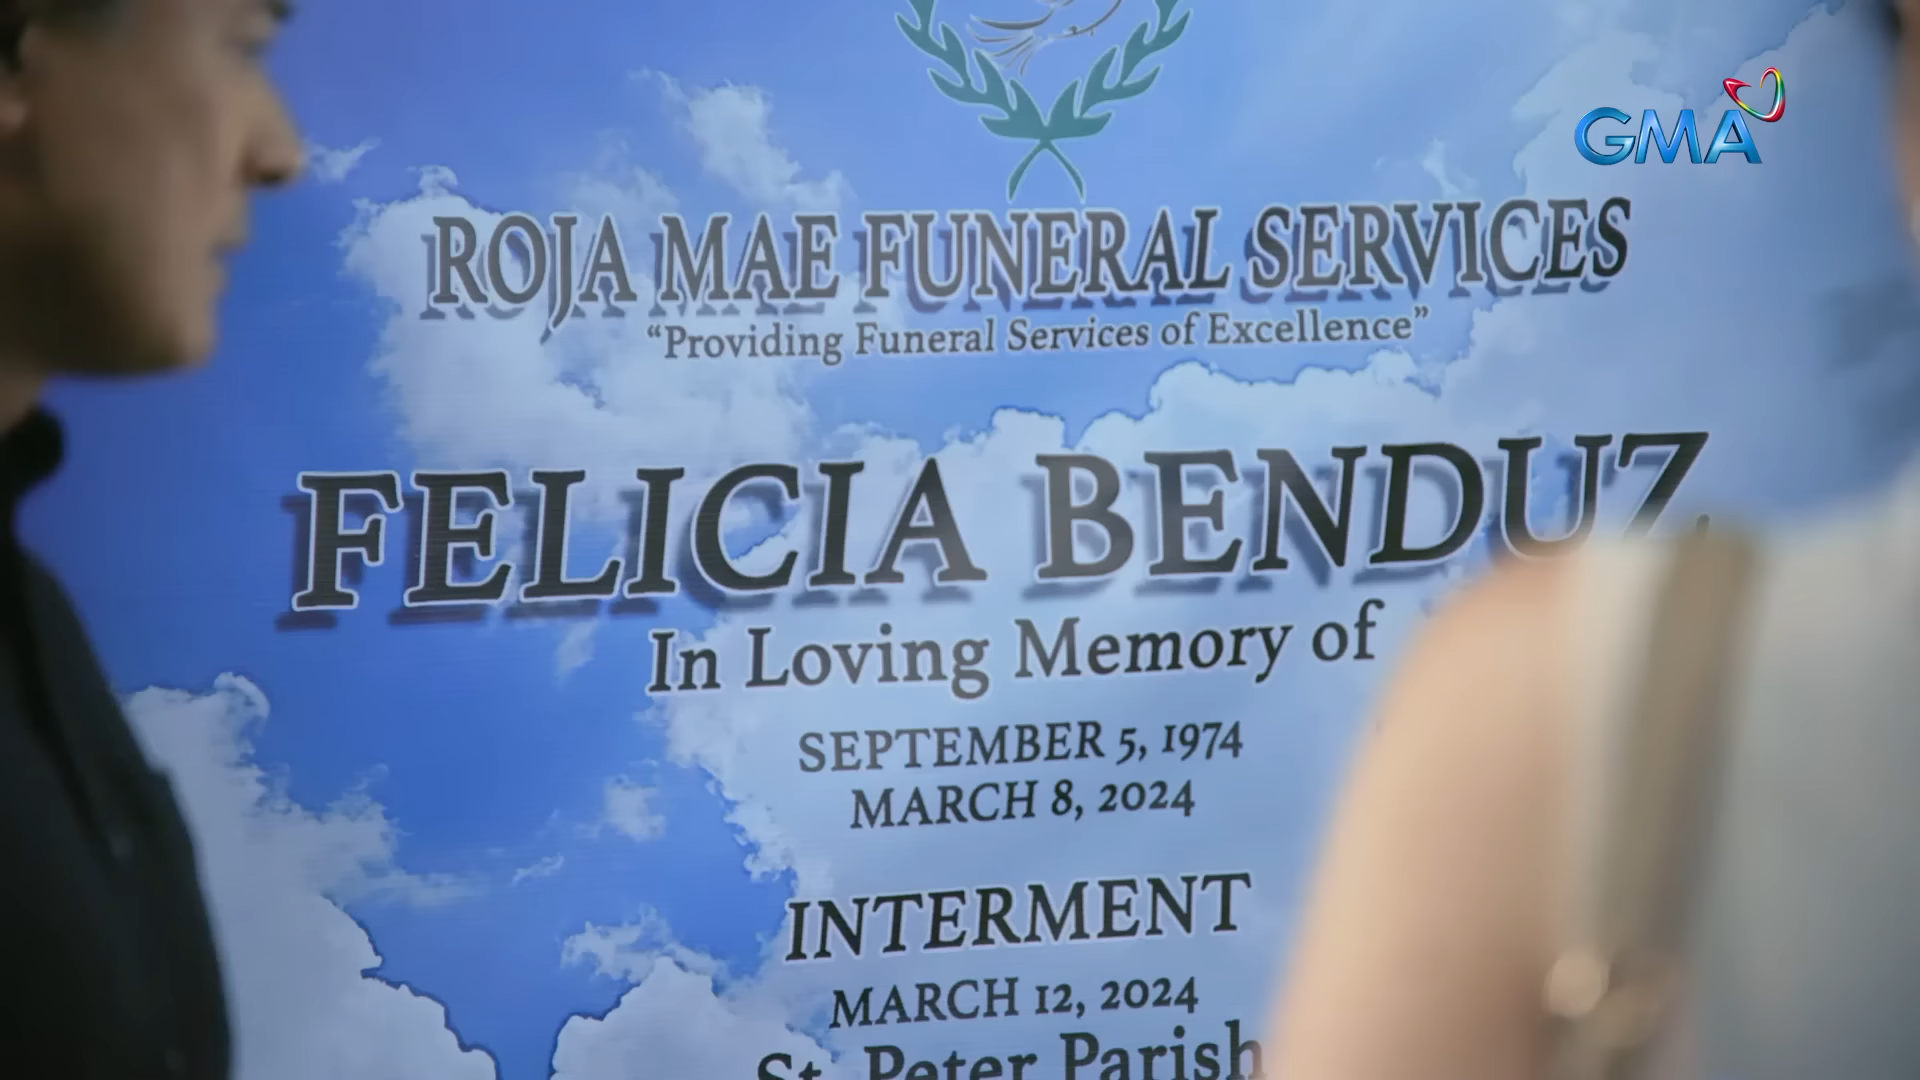 GMA
ROJA MAE FUNERAL SERVICES
“Providing Funeral Services of Excellence”
FELICIA BENDUZ
In Loving Memory of
SEPTEMBER 5, 1974
MARCH 8, 2024
INTERMENT
MARCH 12, 2024
St. Peter Parish